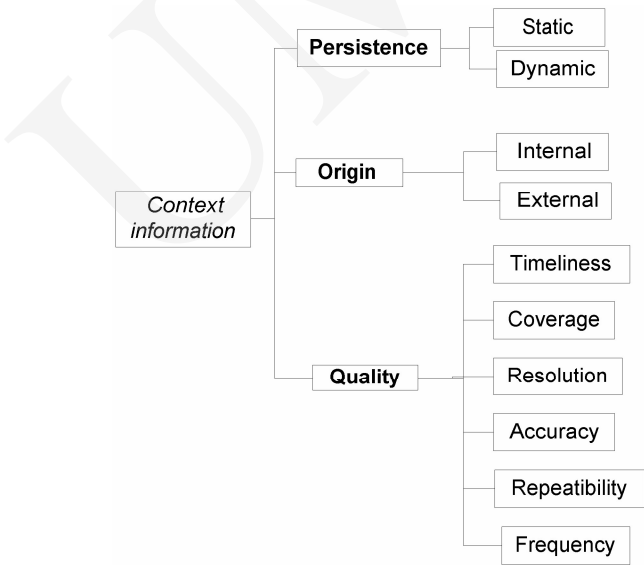 Persistence
Static
Dynamic
Origin
Internal
External
Context
information
Quality
Timeliness
Coverage
Resolution
Accuracy
Repeatibility
Frequency